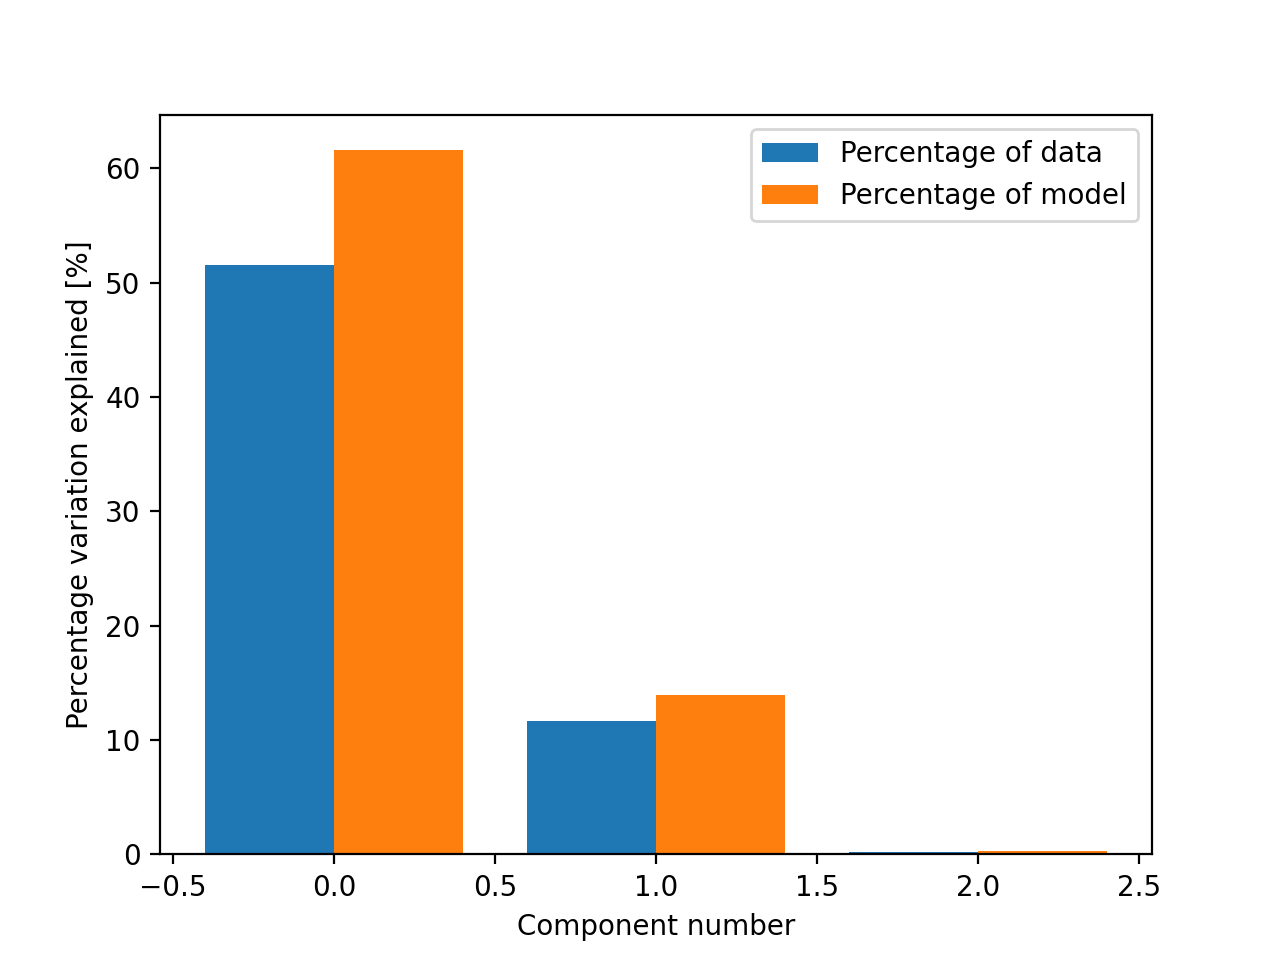 Percentage of data
Percentage of model
Percentage variation explained [%]
60
50
40
30
20
10
0
−0.5 0.0 0.5 1.0 1.5 2.0 2.5
Component number